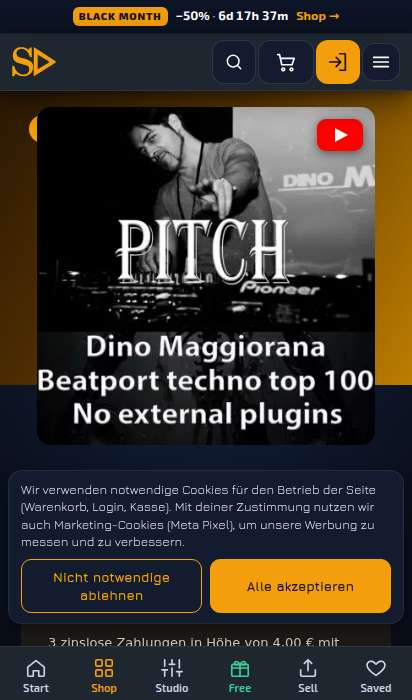 BLACK MONTH −50% · 6d 17h 37m Shop →
S
DINO M
PITCH
Pioneer
Dino Maggiorana
Beatport techno top 100
No external plugins
Wir verwenden notwendige Cookies für den Betrieb der Seite
(Warenkorb, Login, Kasse). Mit deiner Zustimmung nutzen wir
auch Marketing-Cookies (Meta Pixel), um unsere Werbung zu
messen und zu verbessern.
Nicht notwendige
ablehnen
Alle akzeptieren
3 zinslose Zahlungen in Höhe von 4,00 € mit
Start Shop Studio Free Sell Saved